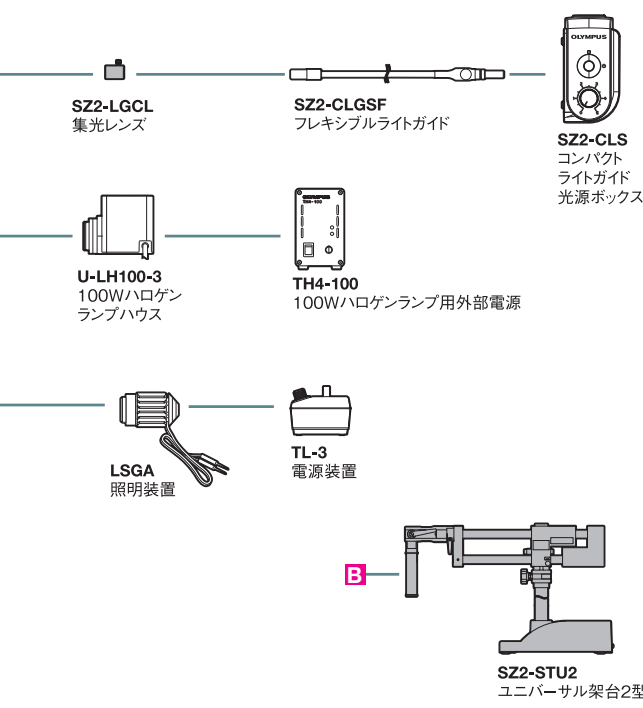 OLYMPUS
SZ2-LGCL
集光レンズ
SZ2-CLGSF
フレキシブルライトガイド
SZ2-CLS
コンパクト
ライトガイド
光源ボックス
OLYMPUS
TH4-100
U-LH100-3
100Wハロゲン
ランプハウス
TH4-100
100Wハロゲンランプ用外部電源
LSGA
照明装置
TL-3
電源装置
B
SZ2-STU2
ユニバーサル架台2型